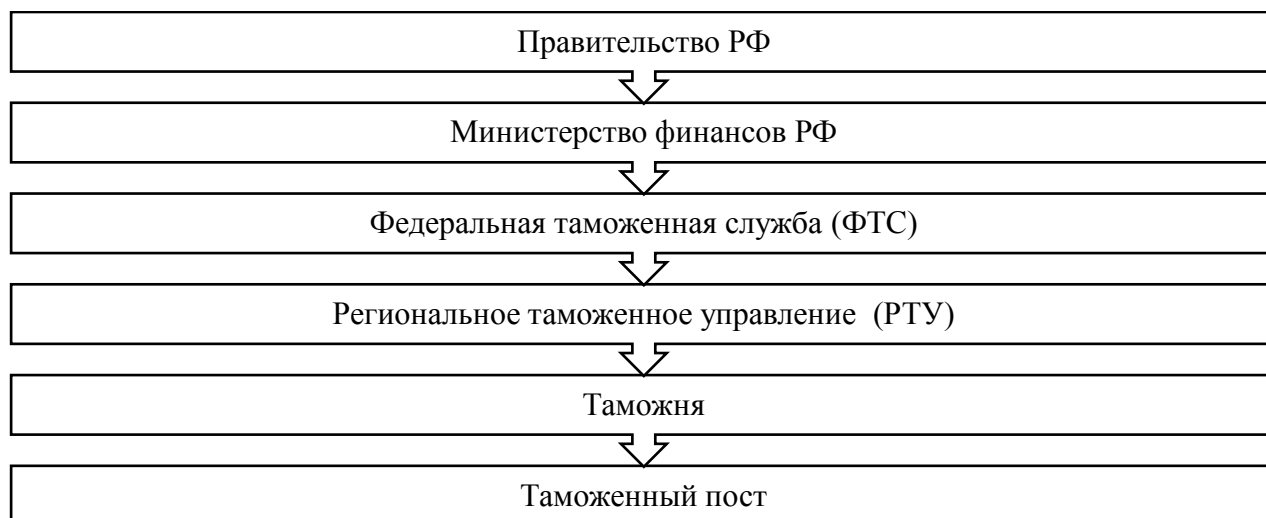 Правительство РФ
Министерство финансов РФ
Федеральная таможенная служба (ФТС)
Региональное таможенное управление (РТУ)
Таможня
Таможенный пост